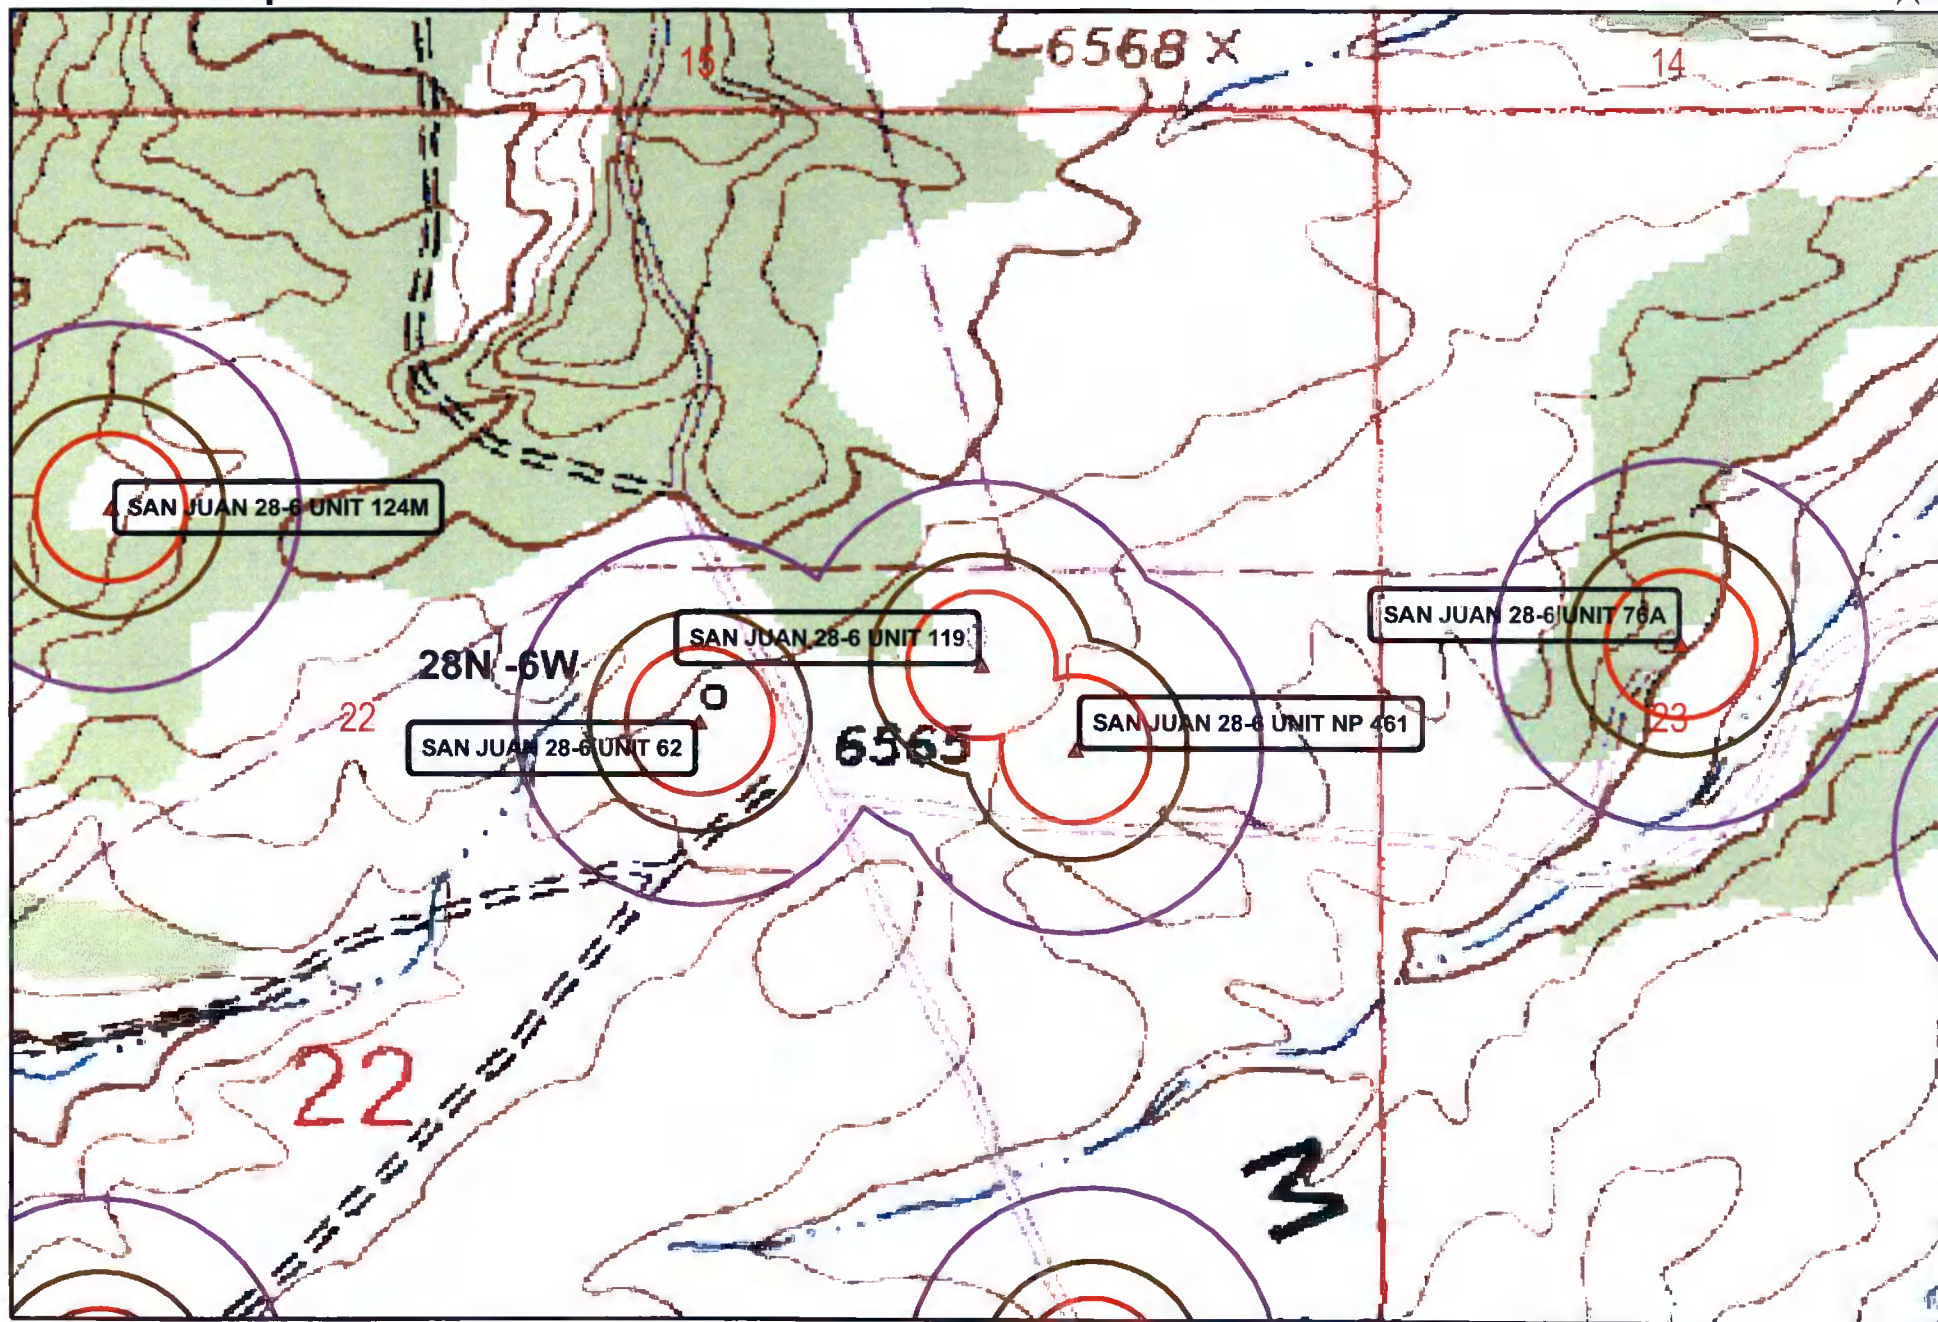 6568 X
15
14
SAN JUAN 28-6 UNIT 124M
SAN JUAN 28-6 UNIT 76A
SAN JUAN 28-6 UNIT 119
28N -6W
22
SAN JUAN 28-6 UNIT NP 461
23
SAN JUAN 28-6 UNIT 62
6565
22
3